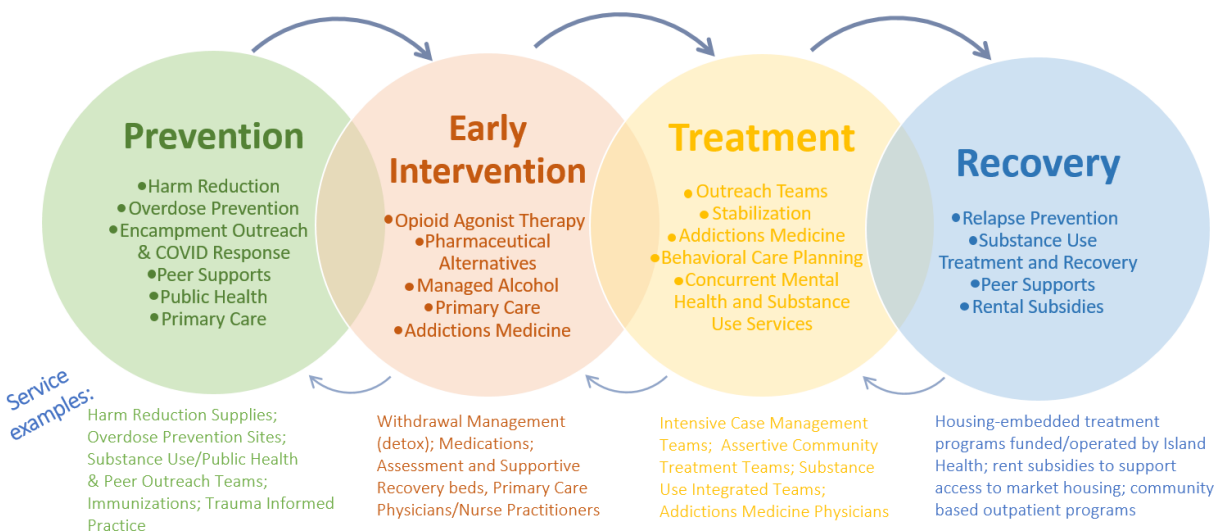 Prevention
•Harm Reduction
•Overdose Prevention
•Encampment Outreach
& COVID Response
•Peer Supports
•Public Health
•Primary Care
Early
Intervention
•Opioid Agonist Therapy
•Pharmaceutical
Alternatives
•Managed Alcohol
•Primary Care
•Addictions Medicine
Treatment
•Outreach Teams
•Stabilization
•Addictions Medicine
•Behavioral Care Planning
•Concurrent Mental
Health and Substance
Use Services
Recovery
•Relapse Prevention
•Substance Use
Treatment and Recovery
•Peer Supports
•Rental Subsidies
Service
examples:
Harm Reduction Supplies;
Overdose Prevention Sites;
Substance Use/Public Health
& Peer Outreach Teams;
Immunizations; Trauma Informed
Practice
Withdrawal Management
(detox); Medications;
Assessment and Supportive
Recovery beds, Primary Care
Physicians/Nurse Practitioners
Intensive Case Management
Teams; Assertive Community
Treatment Teams; Substance
Use Integrated Teams;
Addictions Medicine Physicians
Housing-embedded treatment
programs funded/operated by Island
Health; rent subsidies to support
access to market housing; community
based outpatient programs